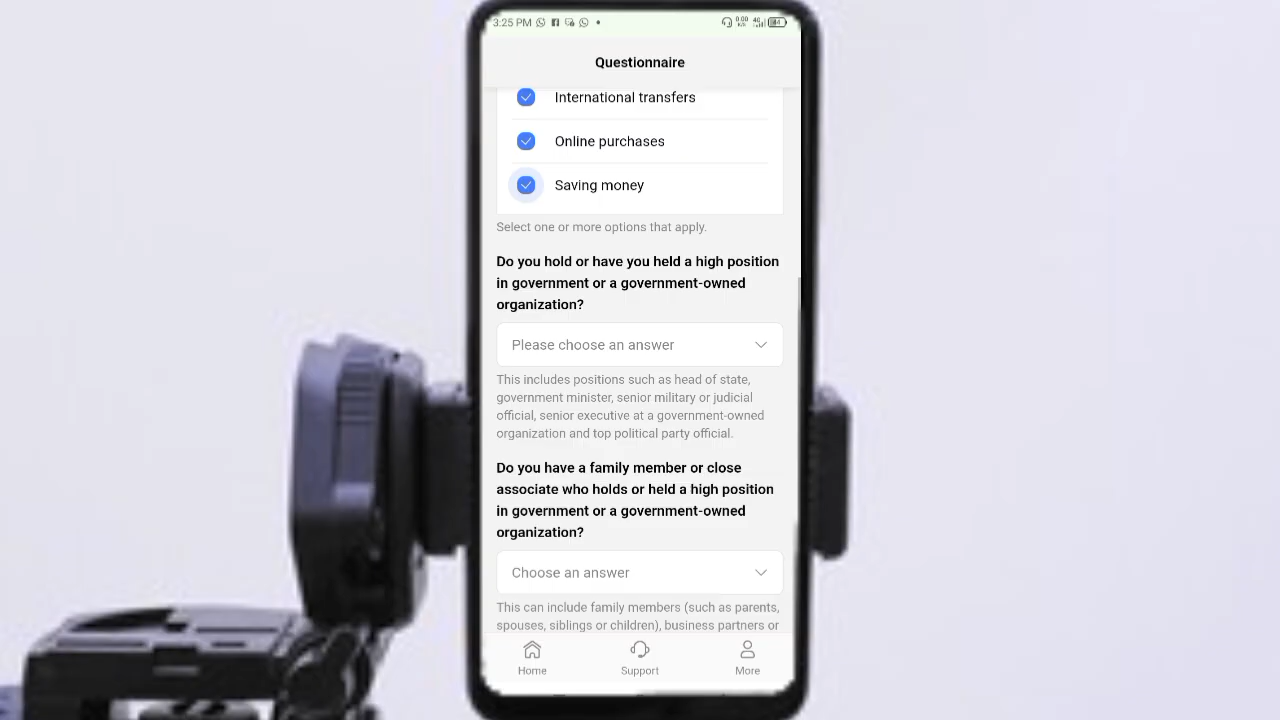 3:25 PM
0.00
K/s
4G
64
Questionnaire
International transfers
Online purchases
Saving money
Select one or more options that apply.
Do you hold or have you held a high position
in government or a government-owned
organization?
Please choose an answer
This includes positions such as head of state,
government minister, senior military or judicial
official, senior executive at a government-owned
organization and top political party official.
Do you have a family member or close
associate who holds or held a high position
in government or a government-owned
organization?
Choose an answer
This can include family members (such as parents,
spouses, siblings or children), business partners or
Home
Support
More